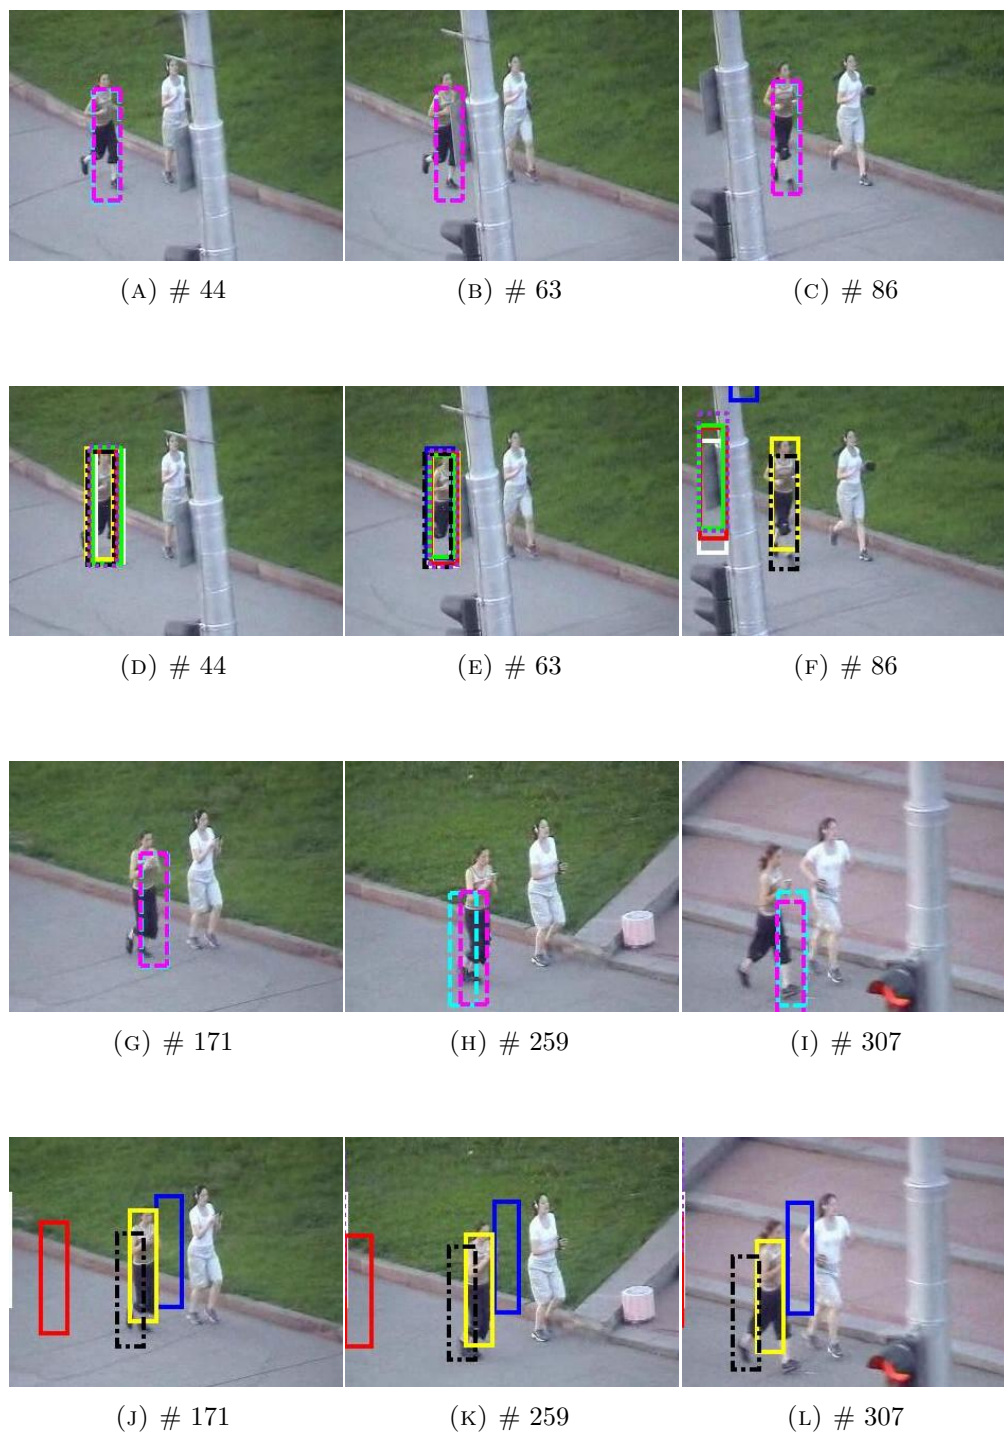 (A) # 44
(B) # 63
(C) # 86
(D) # 44
(E) # 63
(F) # 86
(G) # 171
(H) # 259
(I) # 307
(J) # 171
(K) # 259
(L) # 307